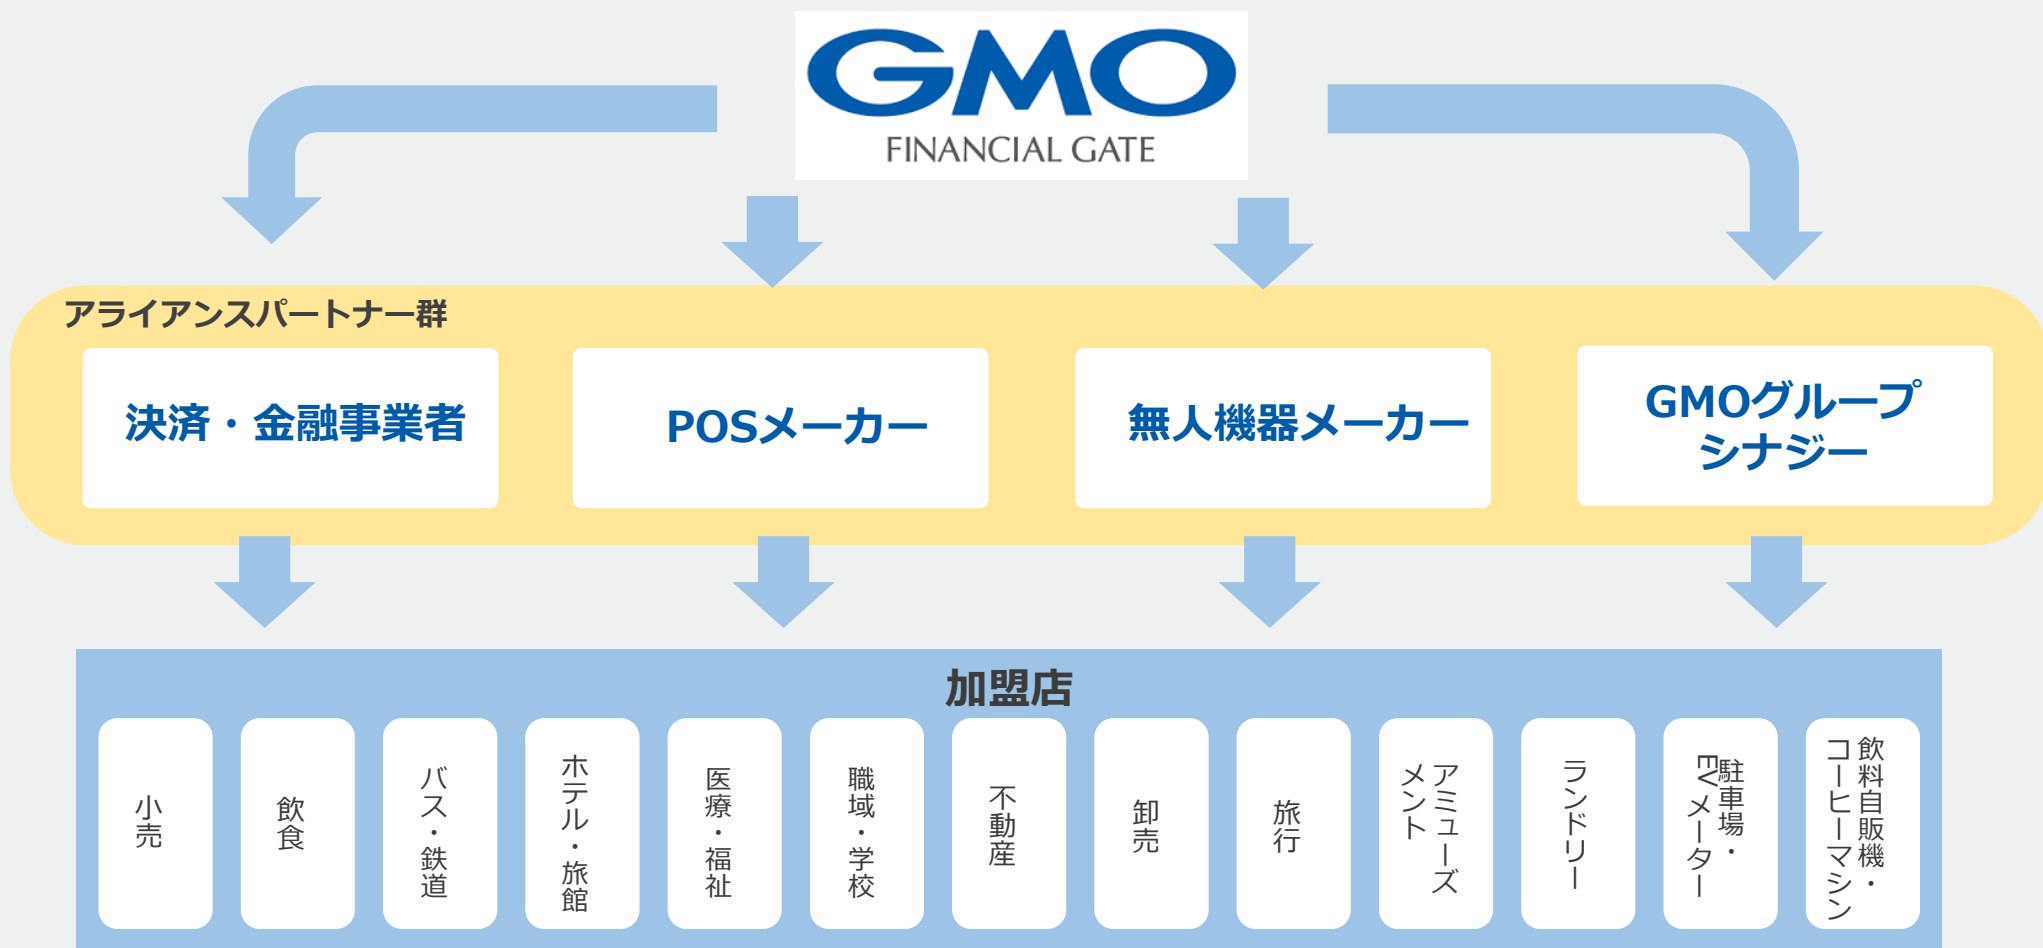 GMO
FINANCIAL GATE
アライアンスパートナー群
決済・金融事業者
POSメーカー
無人機器メーカー
GMOグループ
シナジー
加盟店
小売
飲食
バス・鉄道
ホテル・旅館
医療・福祉
職域・学校
不動産
卸売
旅行
アミューズ
メント
ランドリー
駐車場・
EVメーター
飲料自販機・
コーヒーマシン